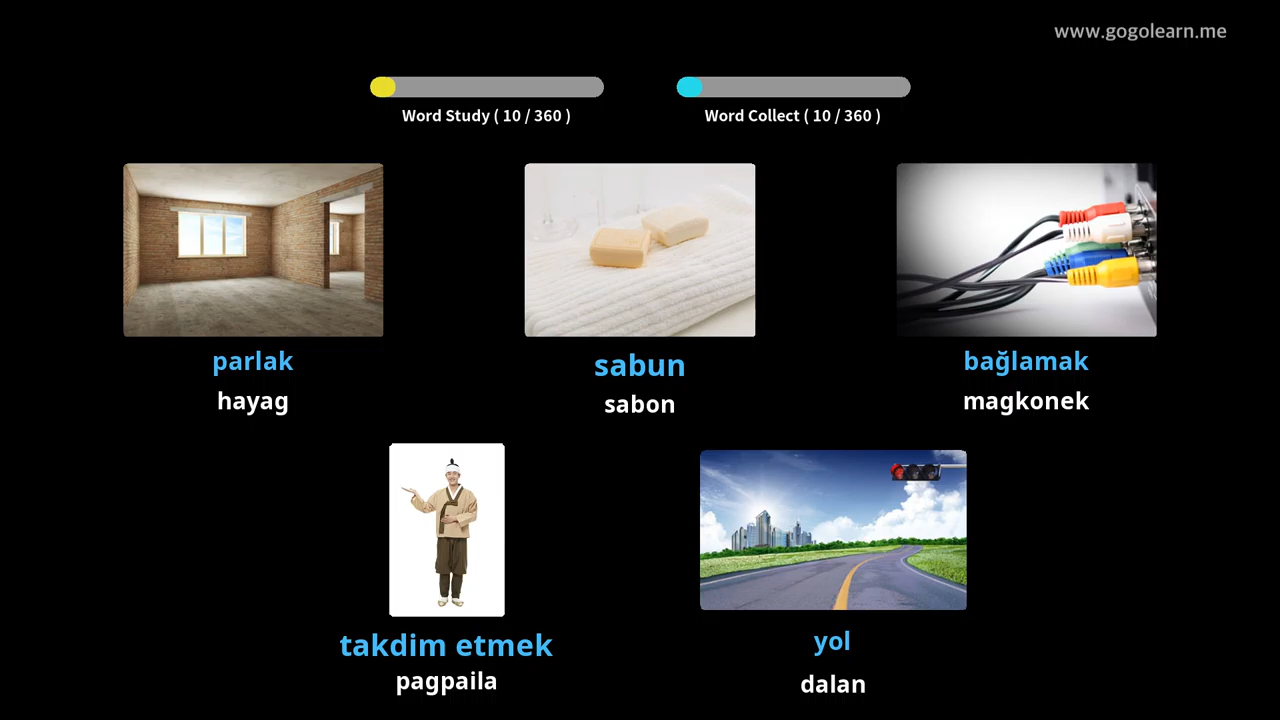 www.gogolearn.me
Word Study ( 10 / 360 )
Word Collect ( 10 / 360 )
parlak
hayag
sabun
sabon
bağlamak
magkonek
takdim etmek
pagpaila
yol
dalan